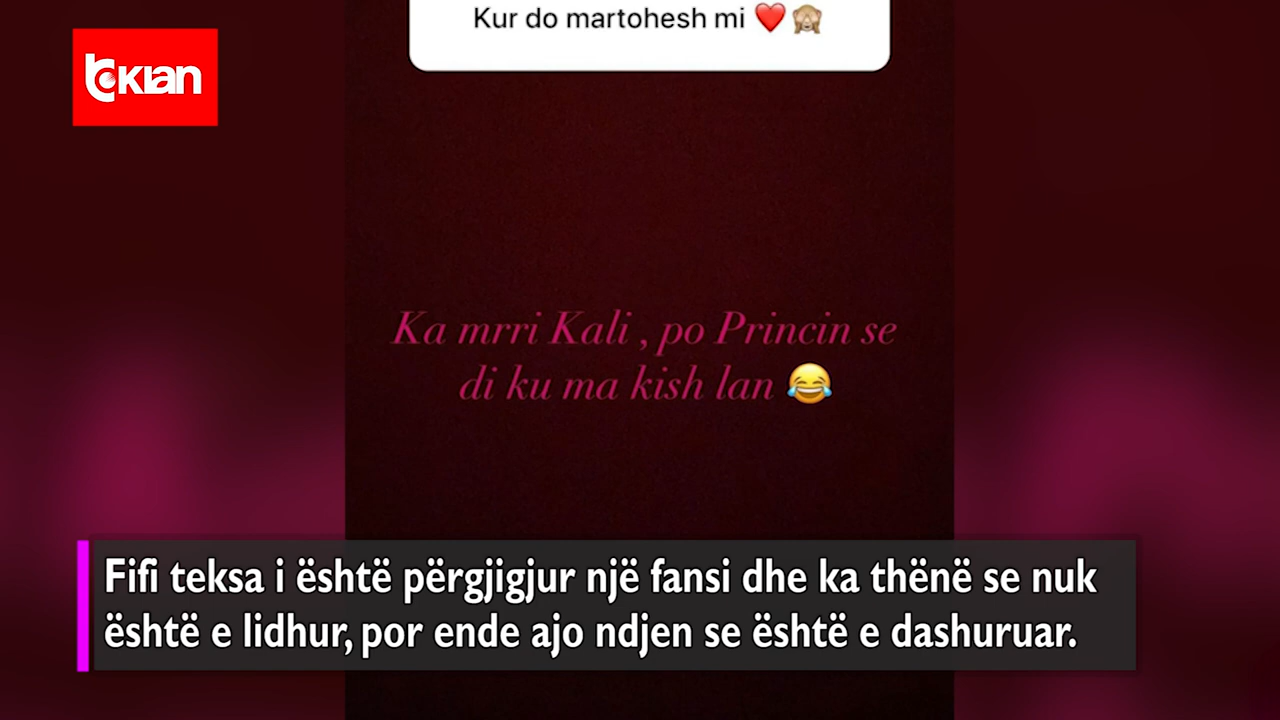 Kur do martohesh mi ❤️🙈
tv KLan
Ka mrri Kali , po Princin se
di ku ma kish lan 😂
Fifi teksa i është përgjigjur një fansi dhe ka thënë se nuk
është e lidhur, por ende ajo ndjen se është e dashuruar.